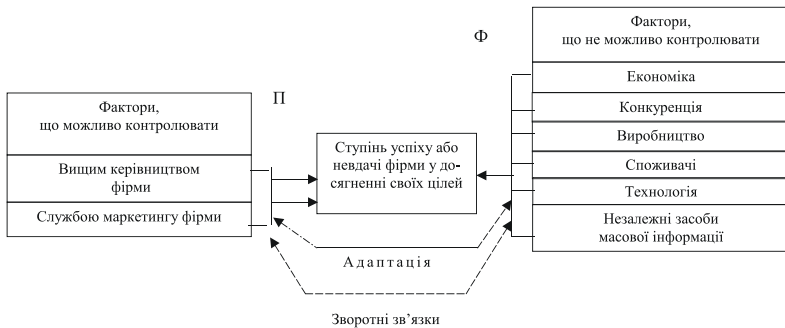 П
Фактори,
що можливо контролювати
Вищим керівництвом
фірми
Службою маркетингу фірми
Ступінь успіху або
невдачі фірми у до-
сягненні своїх цілей
Ф
Фактори,
що не можливо контролювати
Економіка
Конкуренція
Виробництво
Споживачі
Технологія
Незалежні засоби
масової інформації
Адаптація
Зворотні зв’язки